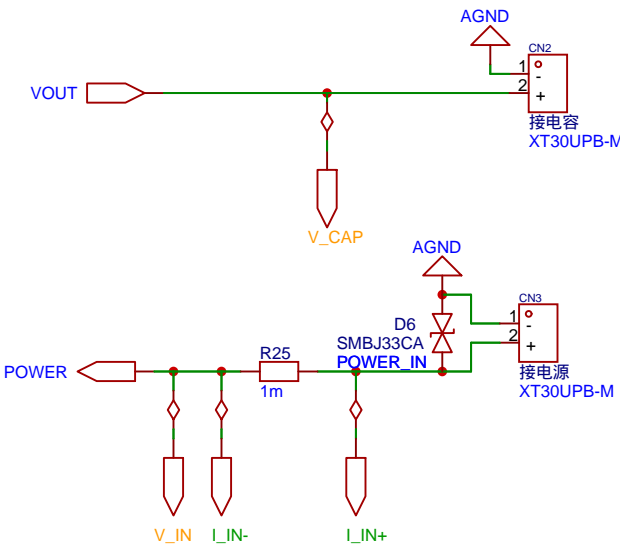 AGND
CN2
1
-
VOUT
2
+
接电容
XT30UPB-M
V_CAP
AGND
CN3
D6
1
-
SMBJ33CA
2
+
POWER_IN
R25
POWER
接电源
1m
XT30UPB-M
V_IN
I_IN-
I_IN+